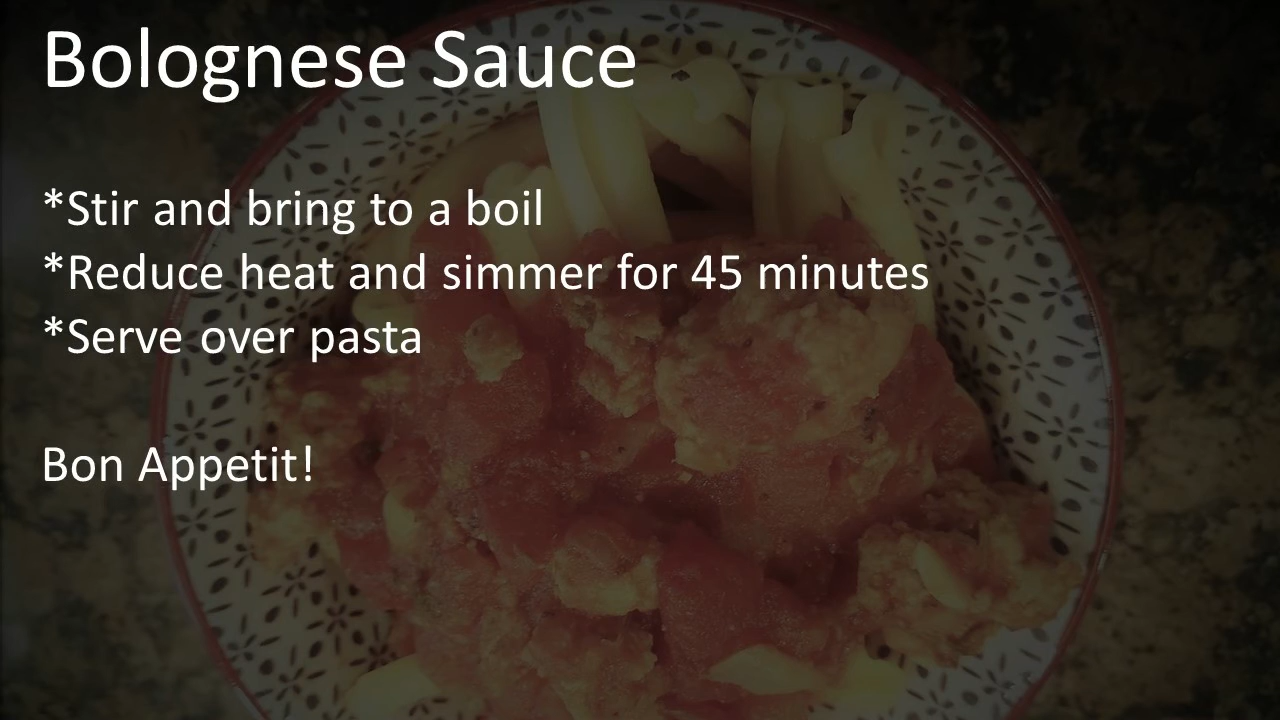 Bolognese Sauce
*Stir and bring to a boil
*Reduce heat and simmer for 45 minutes
*Serve over pasta
Bon Appetit!